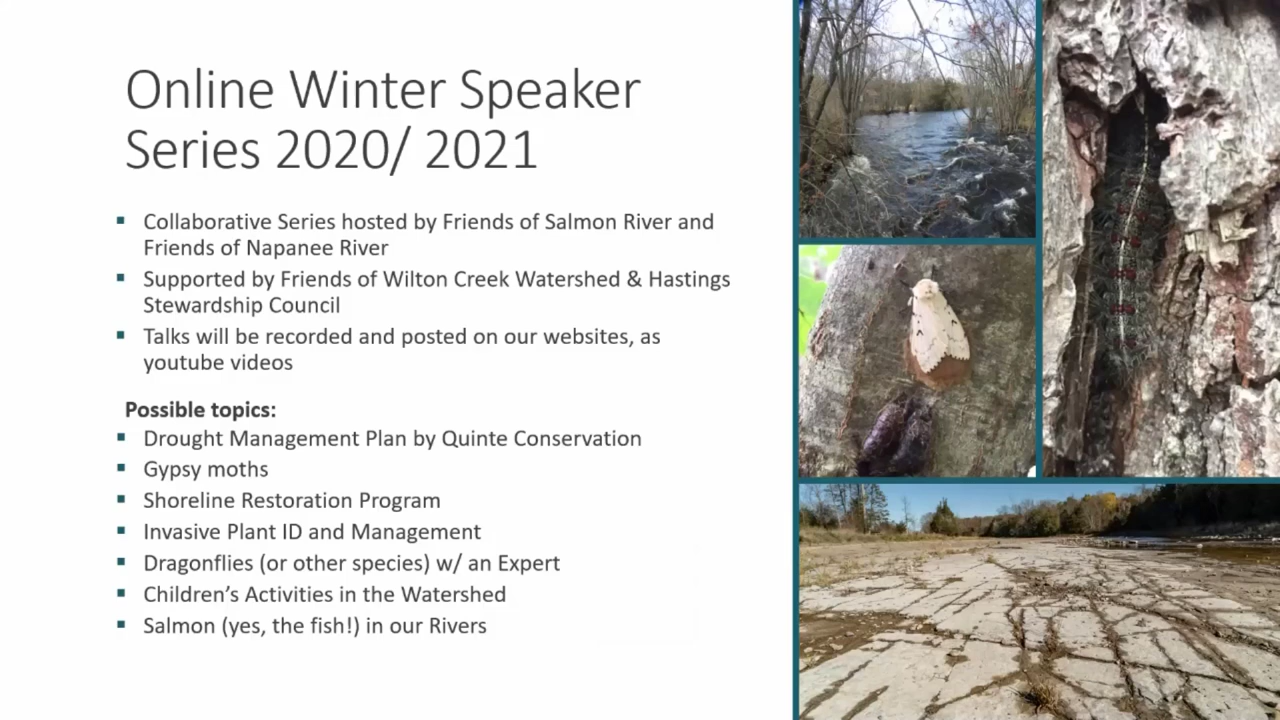 Online Winter Speaker
Series 2020/ 2021
▪ Collaborative Series hosted by Friends of Salmon River and
Friends of Napanee River
▪ Supported by Friends of Wilton Creek Watershed & Hastings
Stewardship Council
▪ Talks will be recorded and posted on our websites, as
youtube videos
Possible topics:
▪ Drought Management Plan by Quinte Conservation
▪ Gypsy moths
▪ Shoreline Restoration Program
▪ Invasive Plant ID and Management
▪ Dragonflies (or other species) w/ an Expert
▪ Children’s Activities in the Watershed
▪ Salmon (yes, the fish!) in our Rivers